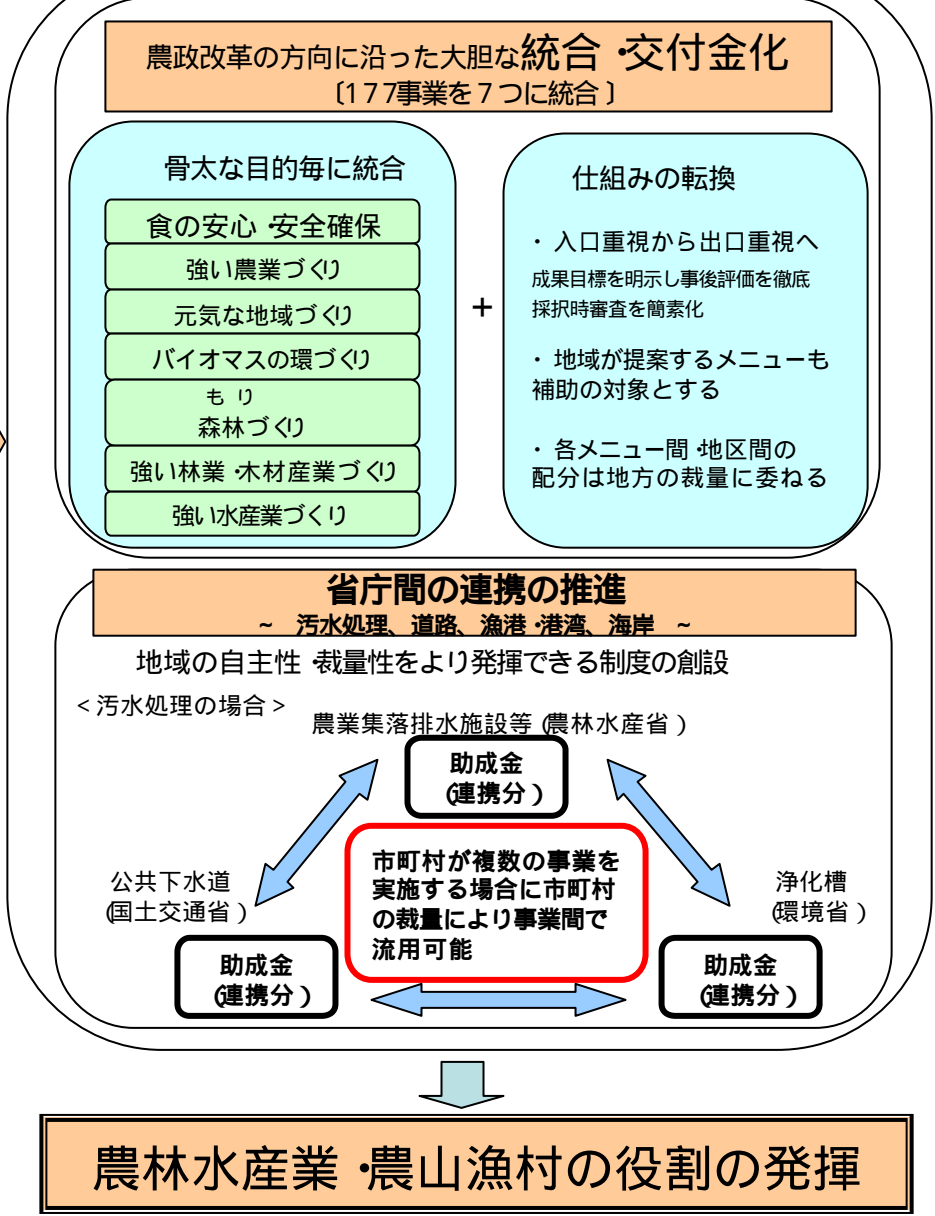 農政改革の方向に沿った大胆な統合・交付金化
〔177事業を7つに統合〕
骨太な目的毎に統合
食の安心・安全確保
強い農業づくり
元気な地域づくり
バイオマスの環づくり
もり
森林づくり
強い林業・木材産業づくり
強い水産業づくり
+
仕組みの転換
・入口重視から出口重視へ
成果目標を明示し事後評価を徹底
採択時審査を簡素化
・地域が提案するメニューも
補助の対象とする
・各メニュー間・地区間の
配分は地方の裁量に委ねる
省庁間の連携の推進
~ 汚水処理、道路、漁港・港湾、海岸 ~
地域の自主性・裁量性をより発揮できる制度の創設
<汚水処理の場合>
農業集落排水施設等(農林水産省)
助成金
(連携分)
市町村が複数の事業を
実施する場合に市町村
の裁量により事業間で
流用可能
公共下水道
(国土交通省)
助成金
(連携分)
浄化槽
(環境省)
助成金
(連携分)
農林水産業・農山漁村の役割の発揮